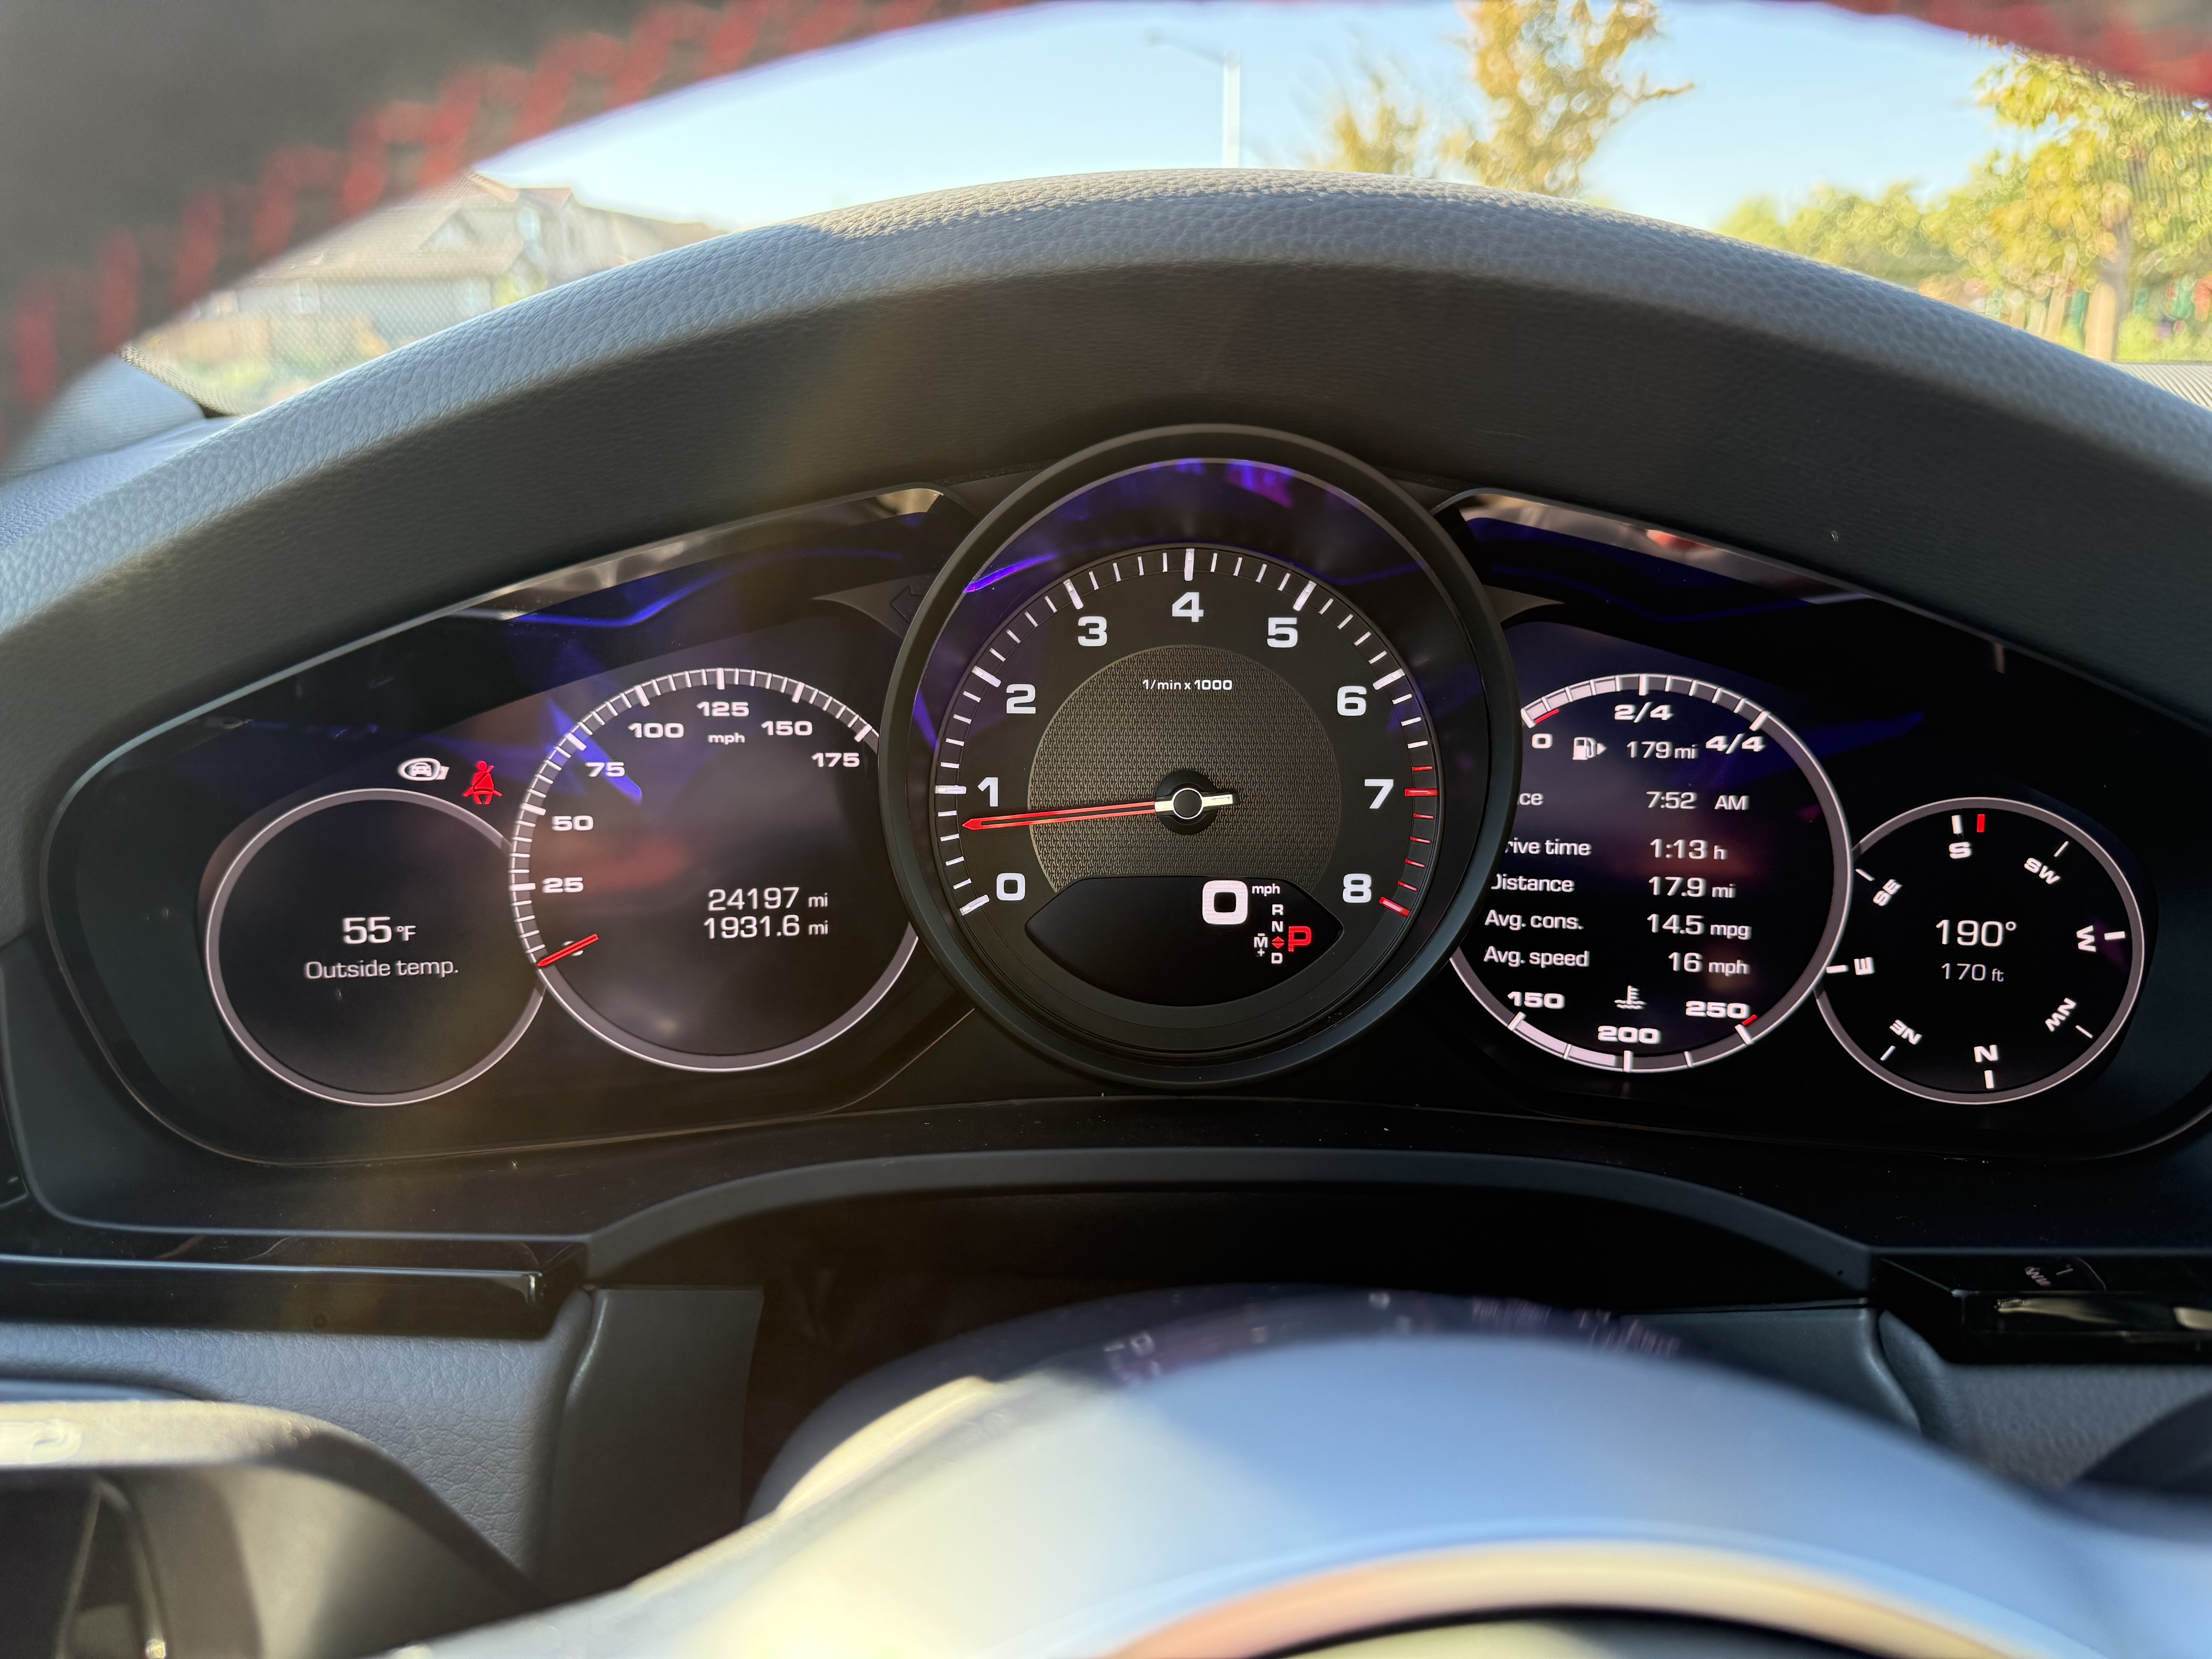 55 °F
Outside temp.
0
25
50
75
100
125
150
175
mph
24197 mi
1931.6 mi
0
1
2
3
4
5
6
7
8
1/min x 1000
0 mph
R
N
M
P
D
0
2/4
4/4
179 mi
ce
7:52 AM
rive time 1:13 h
Distance 17.9 mi
Avg. cons. 14.5 mpg
Avg. speed 16 mph
150
200
250
S
SW
W
NW
N
NE
E
SE
190°
170 ft